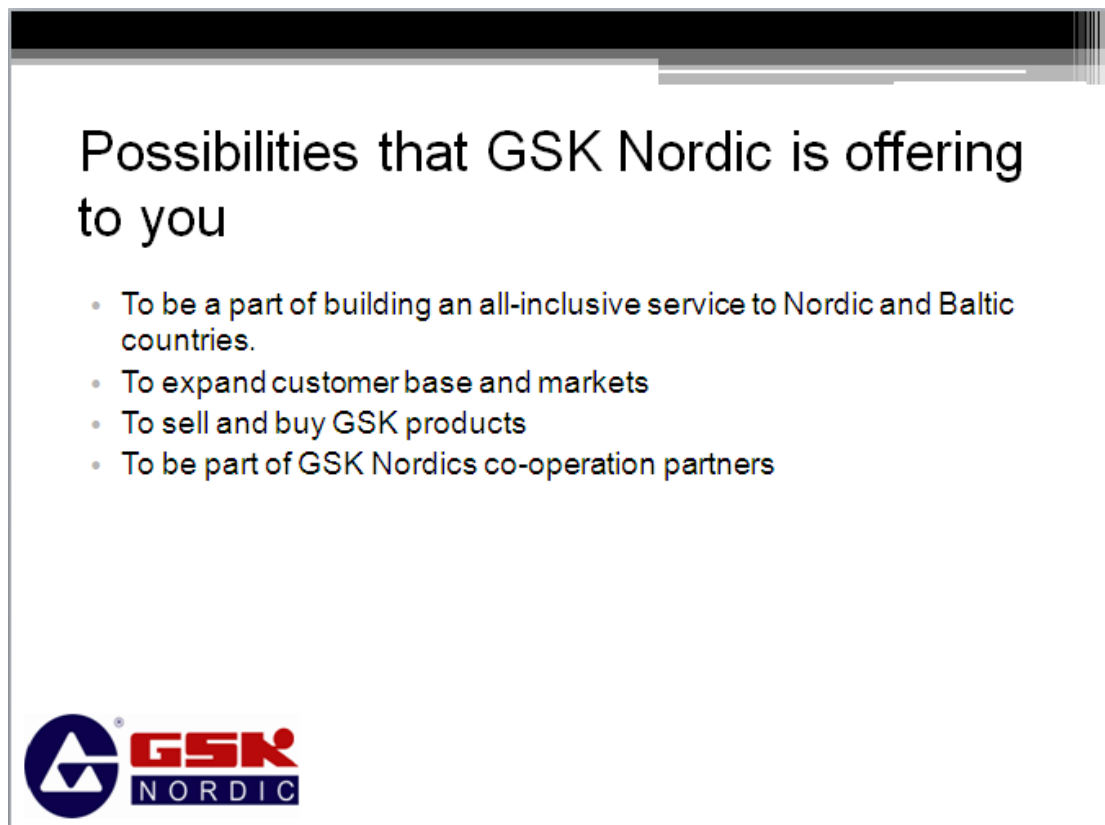 Possibilities that GSK Nordic is offering
to you
• To be a part of building an all-inclusive service to Nordic and Baltic
countries.
• To expand customer base and markets
• To sell and buy GSK products
• To be part of GSK Nordics co-operation partners
®
GSK
NORDIC